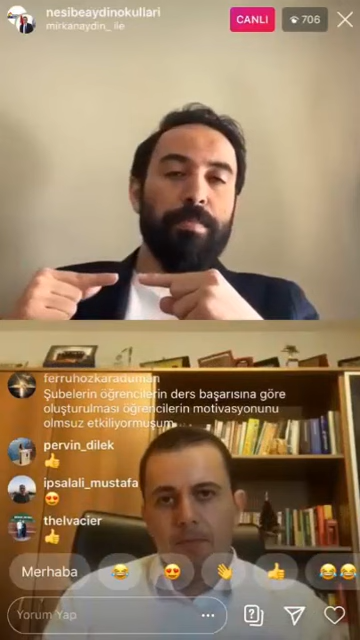 nesibeaydinokullari
mirkanaydin_ ile
CANLI
706
ferruhozkaraduman
Şubelerin öğrencilerin ders başarısına göre
oluşturulması öğrencilerin motivasyonunu
olmsuz etkiliyormuşum
pervin_dilek
👍
ipsalali_mustafa
😍
thelvacier
👍
Merhaba 😂 😍 👋 👍 😂😂
Yorum Yap ...